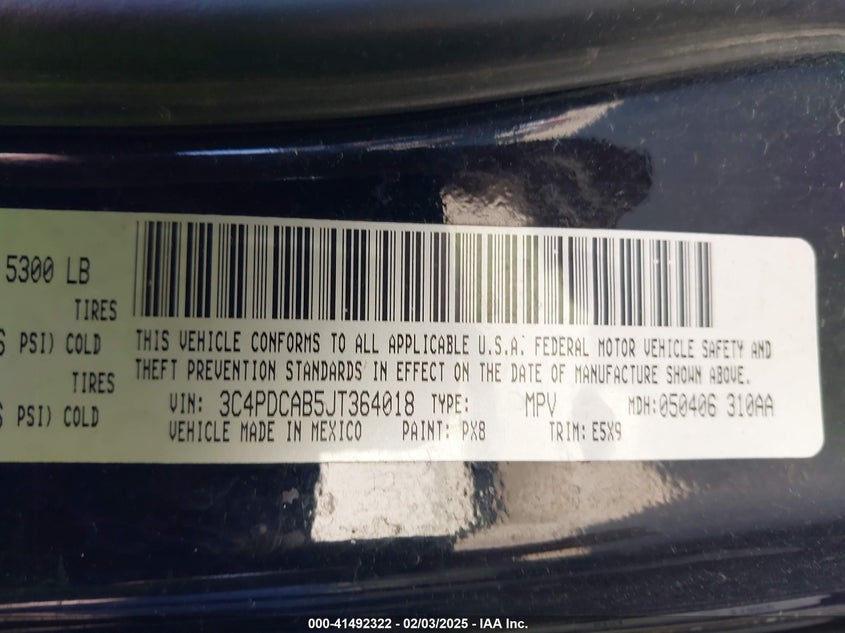 5300 LB
TIRES
PSI) COLD
TIRES
PSI) COLD
THIS VEHICLE CONFORMS TO ALL APPLICABLE U.S.A. FEDERAL MOTOR VEHICLE SAFETY AND
THEFT PREVENTION STANDARDS IN EFFECT ON THE DATE OF MANUFACTURE SHOWN ABOVE.
VIN: 3C4PDCAB5JT364018 TYPE: MPV MDH: 050406 310AA
VEHICLE MADE IN MEXICO PAINT: PX8 TRIM: E5X9
000-41492322 - 02/03/2025 - IAA Inc.